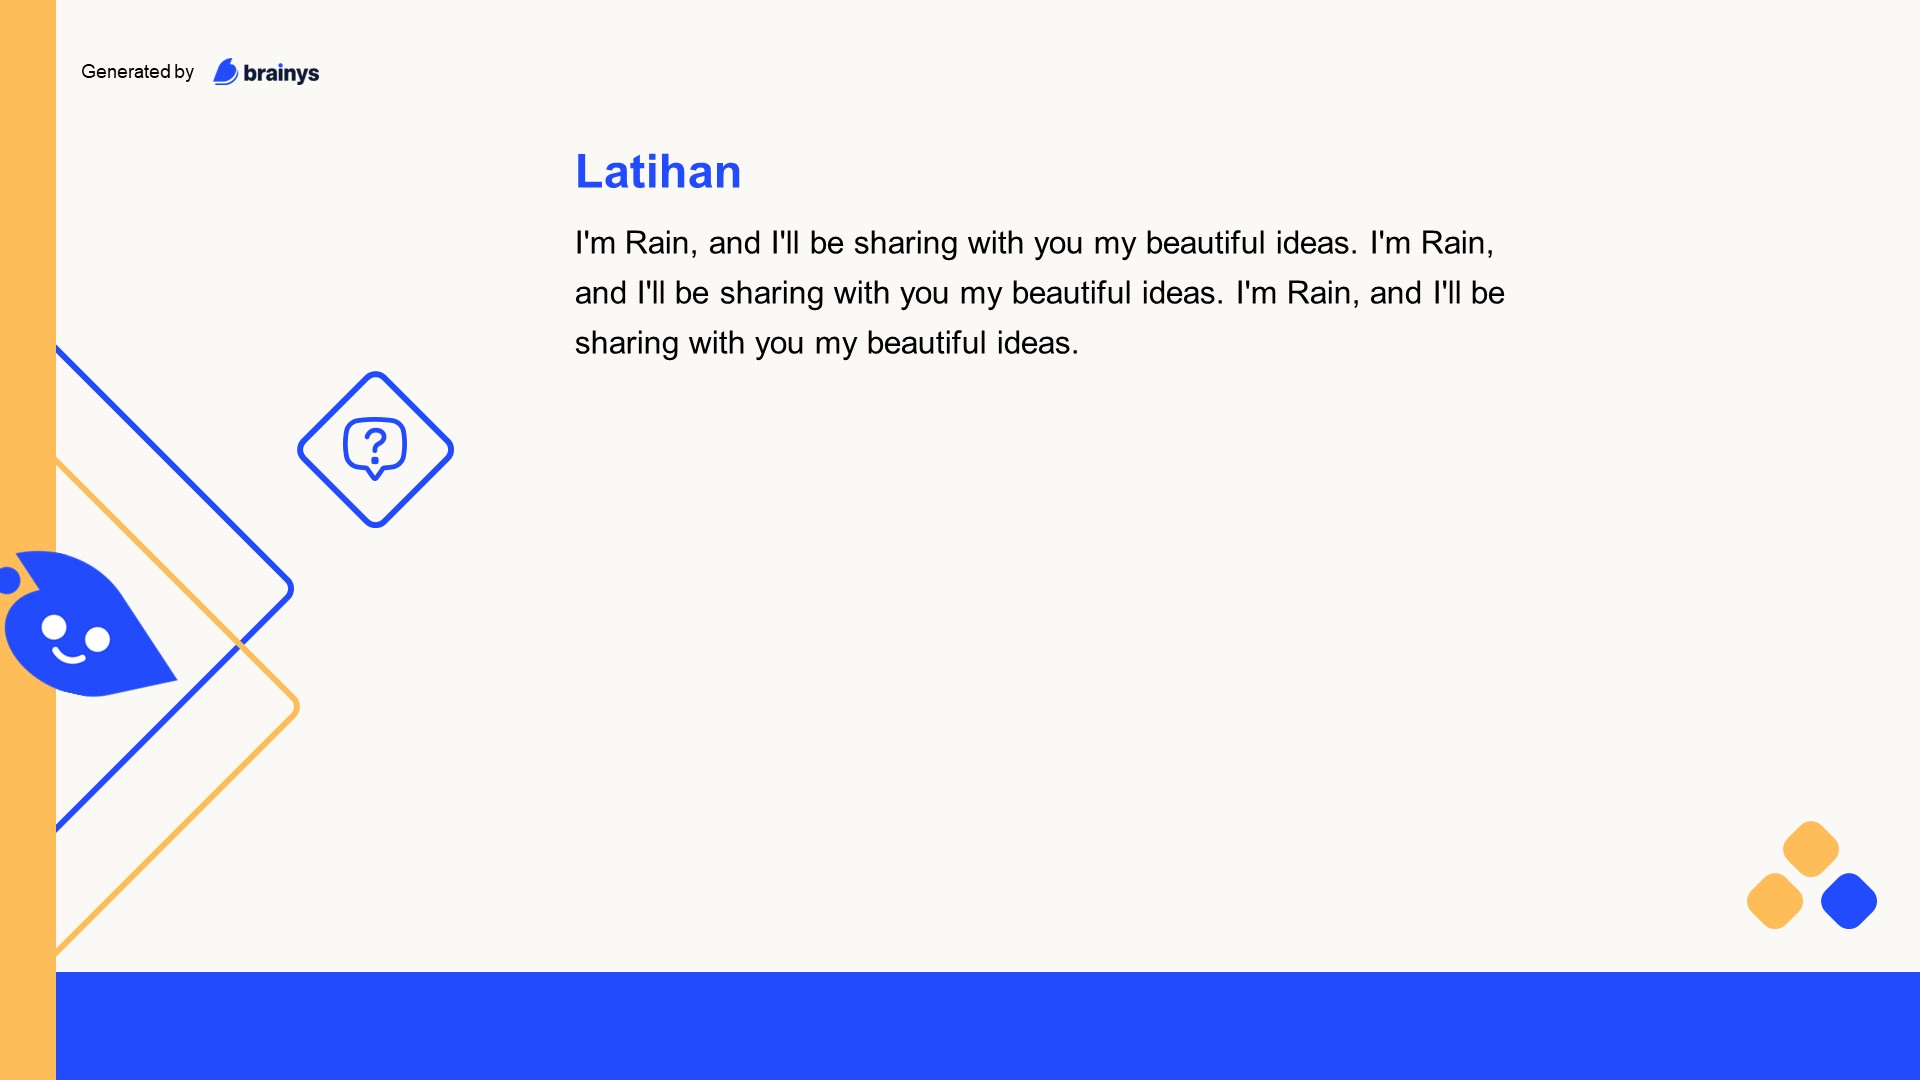 Generated by brainys
Latihan
I'm Rain, and I'll be sharing with you my beautiful ideas. I'm Rain,
and I'll be sharing with you my beautiful ideas. I'm Rain, and I'll be
sharing with you my beautiful ideas.
?